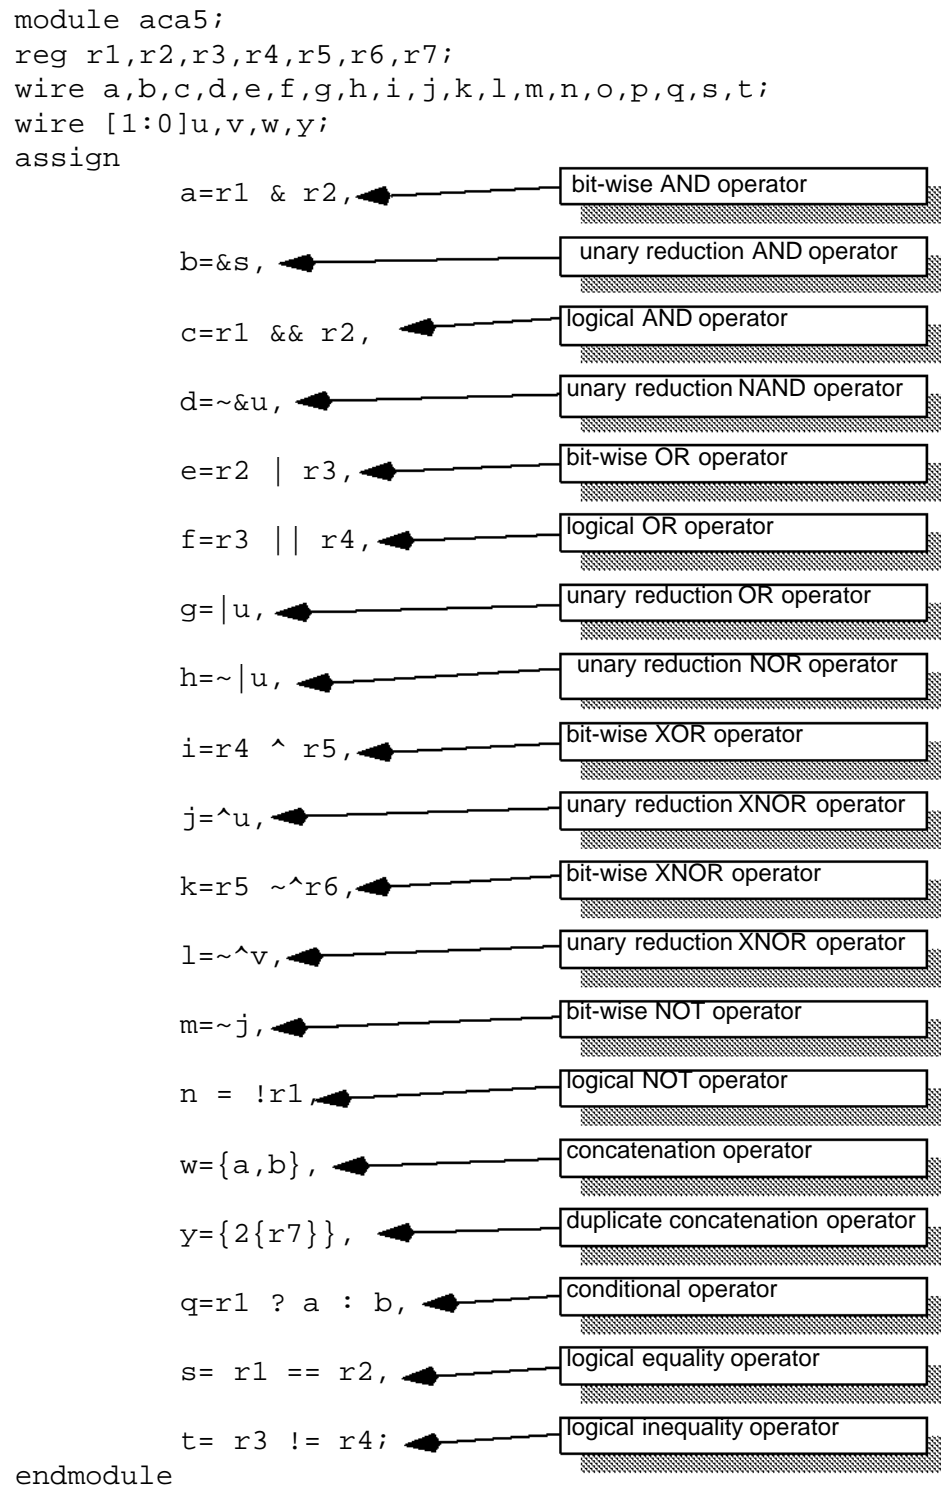 module aca5;
reg r1,r2,r3,r4,r5,r6,r7;
wire a,b,c,d,e,f,g,h,i,j,k,l,m,n,o,p,q,s,t;
wire [1:0]u,v,w,y;
assign
a=r1 & r2, bit-wise AND operator
b=&s, unary reduction AND operator
c=r1 && r2, logical AND operator
d=~&u, unary reduction NAND operator
e=r2 | r3, bit-wise OR operator
f=r3 || r4, logical OR operator
g=|u, unary reduction OR operator
h=~|u, unary reduction NOR operator
i=r4 ^ r5, bit-wise XOR operator
j=^u, unary reduction XNOR operator
k=r5 ~^r6, bit-wise XNOR operator
l=~^v, unary reduction XNOR operator
m=~j, bit-wise NOT operator
n = !r1, logical NOT operator
w={a,b}, concatenation operator
y={2{r7}}, duplicate concatenation operator
q=r1 ? a : b, conditional operator
s= r1 == r2, logical equality operator
t= r3 != r4; logical inequality operator
endmodule